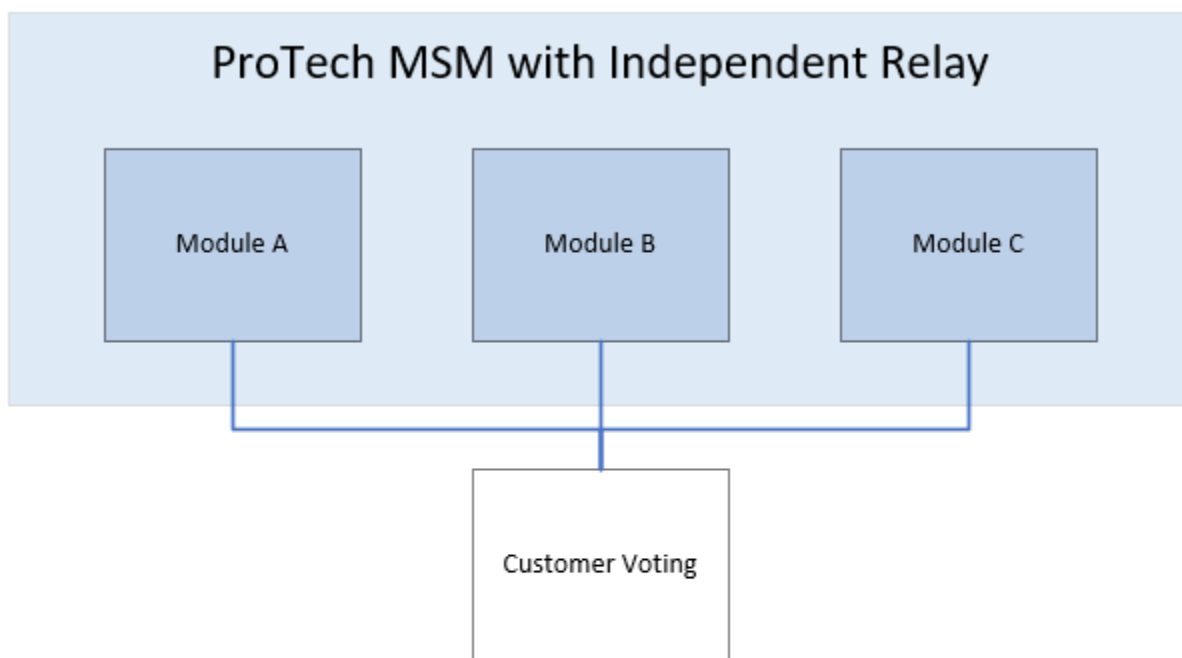 ProTech MSM with Independent Relay
Module A
Module B
Module C
Customer Voting